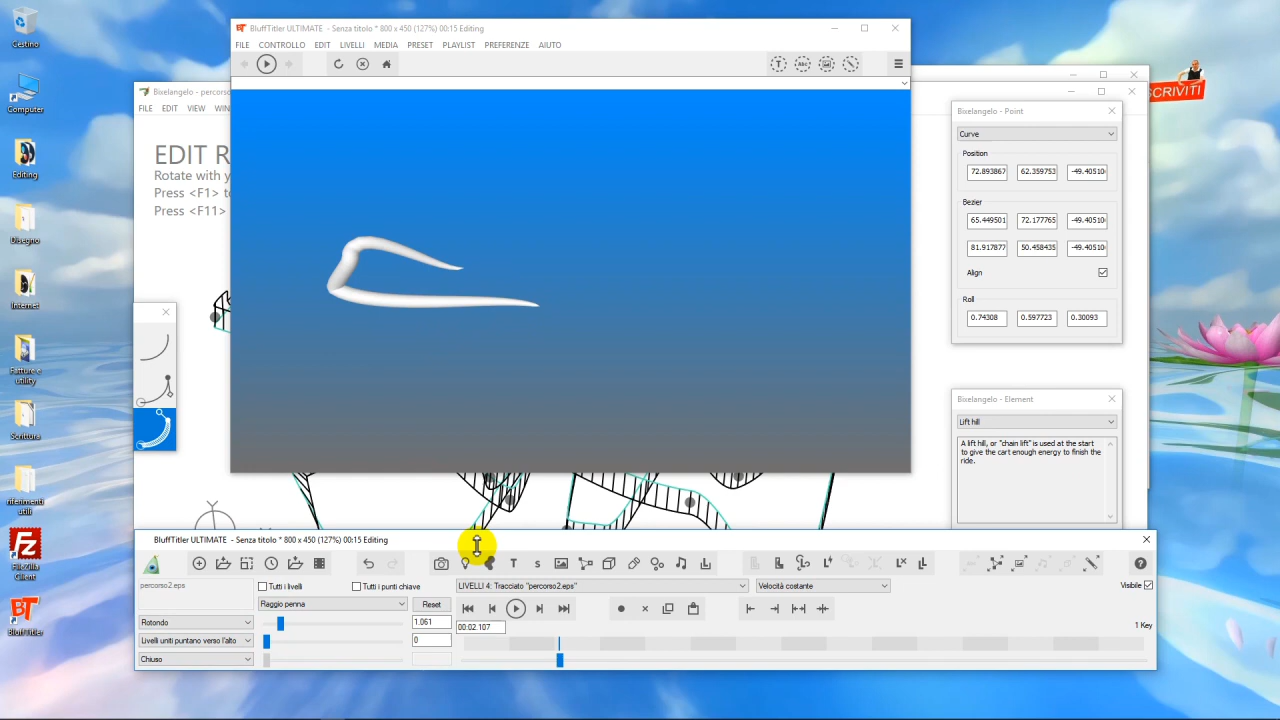 Cestino
Computer
Editing
Disegno
Internet
Fatture e
utility
Scrittura
riferimenti
utili
FileZilla
Client
BluffTitler
BluffTitler ULTIMATE - Senza titolo * 800 x 450 (127%) 00:15 Editing
FILE CONTROLLO EDIT LIVELLI MEDIA PRESET PLAYLIST PREFERENZE AIUTO
Bixelangelo - percorso
FILE EDIT VIEW WIN
EDIT R
Rotate with y
Press <F1> to
Press <F11>
ISCRIVITI
Bixelangelo - Point
Curve
Position
72.893867 62.359753 -49.40510
Bezier
65.449501 72.177765 -49.40510
81.917877 50.458435 -49.40510
Align
Roll
0.74308 0.597723 0.30093
Bixelangelo - Element
Lift hill
A lift hill, or "chain lift" is used at the start
to give the cart enough energy to finish the
ride.
BluffTitler ULTIMATE - Senza titolo * 800 x 450 (127%) 00:15 Editing
percorso2.eps
Tutti i livelli
Tutti i punti chiave
LIVELLI 4: Tracciato "percorso2.eps"
Velocità costante
Visibile
Raggio penna
Reset
Rotondo
1.061
00:02.107
1 Key
Livelli uniti puntano verso l'alto
0
Chiuso